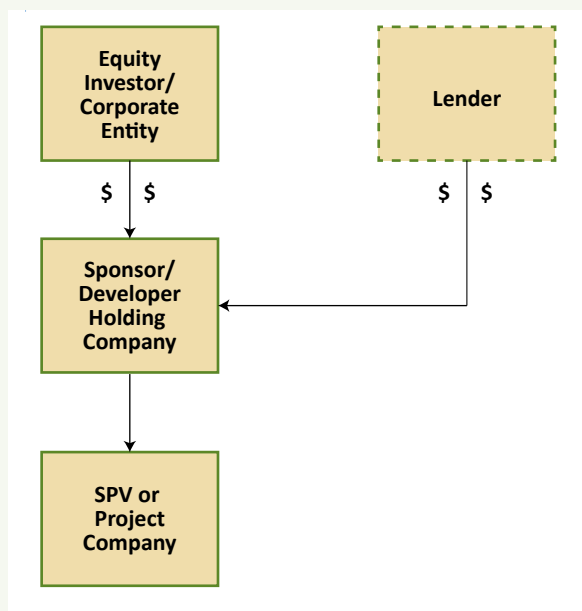 Equity
Investor/
Corporate
Entity
Lender
$ $
$ $
Sponsor/
Developer
Holding
Company
SPV or
Project
Company